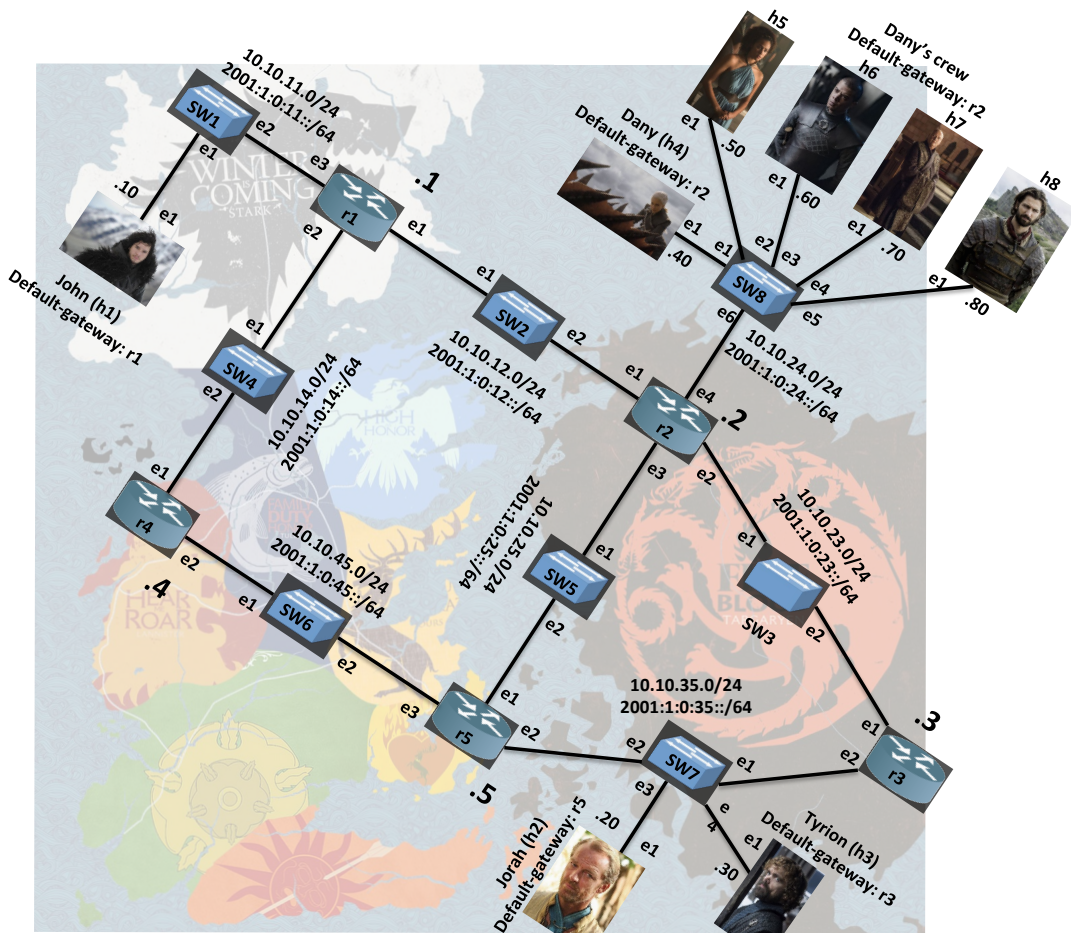 h5
Dany's crew
Default-gateway: r2
h6
h7
h8
10.10.11.0/24
2001:1:0:11::/64
SW1
e2
e1
e3
.1
r1
e2
e1
.10
e1
John (h1)
Default-gateway: r1
WINTER
IS
COMING
STARK
Dany (h4)
Default-gateway: r2
e1
.40
e1
.50
e1
.60
e1
.70
e1
.80
e1
e2
e3
e4
e5
e6
SW8
10.10.24.0/24
2001:1:0:24::/64
e1
SW2
e2
10.10.12.0/24
2001:1:0:12::/64
e1
SW4
e2
10.10.14.0/24
2001:1:0:14::/64
HIGH
HONOR
e1
e4
r2
.2
e3
e2
e1
r4
e2
.4
HEAR
ROAR
10.10.45.0/24
2001:1:0:45::/64
e1
SW6
e2
10.10.25.0/24
2001:1:0:25::/64
e1
SW5
e2
10.10.23.0/24
2001:1:0:23::/64
e1
SW3
e2
e1
e2
e3
r5
.5
10.10.35.0/24
2001:1:0:35::/64
e2
SW7
e1
e3
e
4
e1
e2
r3
.3
.20
e1
Jorah (h2)
Default-gateway: r5
.30
e1
Tyrion (h3)
Default-gateway: r3